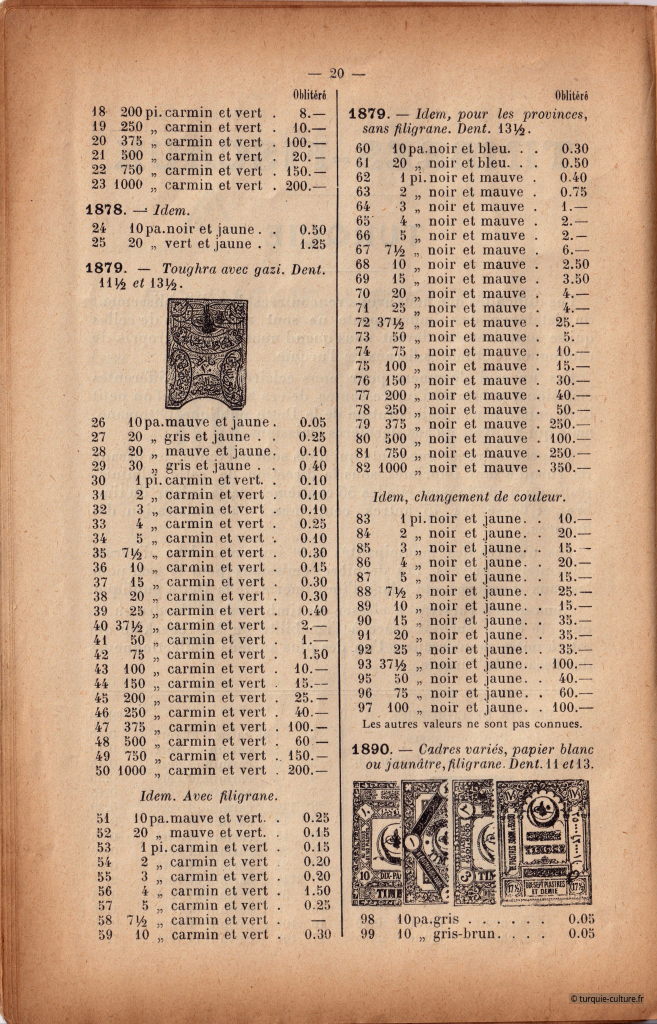 — 20 —
Oblitéré
18 200 pi. carmin et vert . 8.—
19 250 „ carmin et vert . 10.—
20 375 „ carmin et vert . 100.—
21 500 „ carmin et vert . 20.—
22 750 „ carmin et vert . 150.—
23 1000 „ carmin et vert . 200.—
1878. — Idem.
24 10 pa. noir et jaune . . 0.50
25 20 „ vert et jaune . . 1.25
1879. — Toughra avec gazi. Dent.
11½ et 13½.
26 10 pa. mauve et jaune . 0.05
27 20 „ gris et jaune . . 0.25
28 20 „ mauve et jaune. 0.10
29 30 „ gris et jaune . . 0 40
30 1 pi. carmin et vert. . 0.10
31 2 „ carmin et vert . 0.10
32 3 „ carmin et vert . 0.10
33 4 „ carmin et vert . 0.25
34 5 „ carmin et vert . 0.10
35 7½ „ carmin et vert . 0.30
36 10 „ carmin et vert . 0.15
37 15 „ carmin et vert . 0.30
38 20 „ carmin et vert . 0.30
39 25 „ carmin et vert . 0.40
40 37½ „ carmin et vert . 2.—
41 50 „ carmin et vert . 1.—
42 75 „ carmin et vert . 1.50
43 100 „ carmin et vert . 10.—
44 150 „ carmin et vert . 15.—
45 200 „ carmin et vert . 25.—
46 250 „ carmin et vert . 40.—
47 375 „ carmin et vert . 100.—
48 500 „ carmin et vert . 60 —
49 750 „ carmin et vert . 150.—
50 1000 „ carmin et vert . 200.—
Idem. Avec filigrane.
51 10 pa. mauve et vert. . 0.25
52 20 „ mauve et vert. . 0.15
53 1 pi. carmin et vert . 0.15
54 2 „ carmin et vert . 0.20
55 3 „ carmin et vert . 0.20
56 4 „ carmin et vert . 1.50
57 5 „ carmin et vert . 0.25
58 7½ „ carmin et vert . —
59 10 „ carmin et vert . 0.30
Oblitéré
1879. — Idem, pour les provinces,
sans filigrane. Dent. 13½.
60 10 pa. noir et bleu. . . 0.30
61 20 „ noir et bleu. . . 0.50
62 1 pi. noir et mauve . 0.40
63 2 „ noir et mauve . 0.75
64 3 „ noir et mauve . 1.—
65 4 „ noir et mauve . 2.—
66 5 „ noir et mauve . 2.—
67 7½ „ noir et mauve . 6.—
68 10 „ noir et mauve . 2.50
69 15 „ noir et mauve . 3.50
70 20 „ noir et mauve . 4.—
71 25 „ noir et mauve . 4.—
72 37½ „ noir et mauve . 25.—
73 50 „ noir et mauve . 5.
74 75 „ noir et mauve . 10.—
75 100 „ noir et mauve . 15.—
76 150 „ noir et mauve . 30.—
77 200 „ noir et mauve . 40.—
78 250 „ noir et mauve . 50.—
79 375 „ noir et mauve . 250.—
80 500 „ noir et mauve . 100.—
81 750 „ noir et mauve . 250.—
82 1000 „ noir et mauve . 350.—
Idem, changement de couleur.
83 1 pi. noir et jaune. . 10.—
84 2 „ noir et jaune. . 20.—
85 3 „ noir et jaune. . 15.—
86 4 „ noir et jaune. . 20.—
87 5 „ noir et jaune. . 15.—
88 7½ „ noir et jaune. . 25.—
89 10 „ noir et jaune. . 15.—
90 15 „ noir et jaune. . 35.—
91 20 „ noir et jaune. . 35.—
92 25 „ noir et jaune. . 35.—
93 37½ „ noir et jaune. . 100.—
95 50 „ noir et jaune. . 40.—
96 75 „ noir et jaune. . 60.—
97 100 „ noir et jaune. . 100.—
Les autres valeurs ne sont pas connues.
1890. — Cadres variés, papier blanc
ou jaunâtre, filigrane. Dent. 11 et 13.
10 DIX-PA
TIMB
TIM
TIMBRE
DIX-SEPT PIASTRES
ET DEMIE
17½ 17½
98 10 pa. gris . . . . . . 0.05
99 10 „ gris-brun. . . . 0.05
© turquie-culture.fr